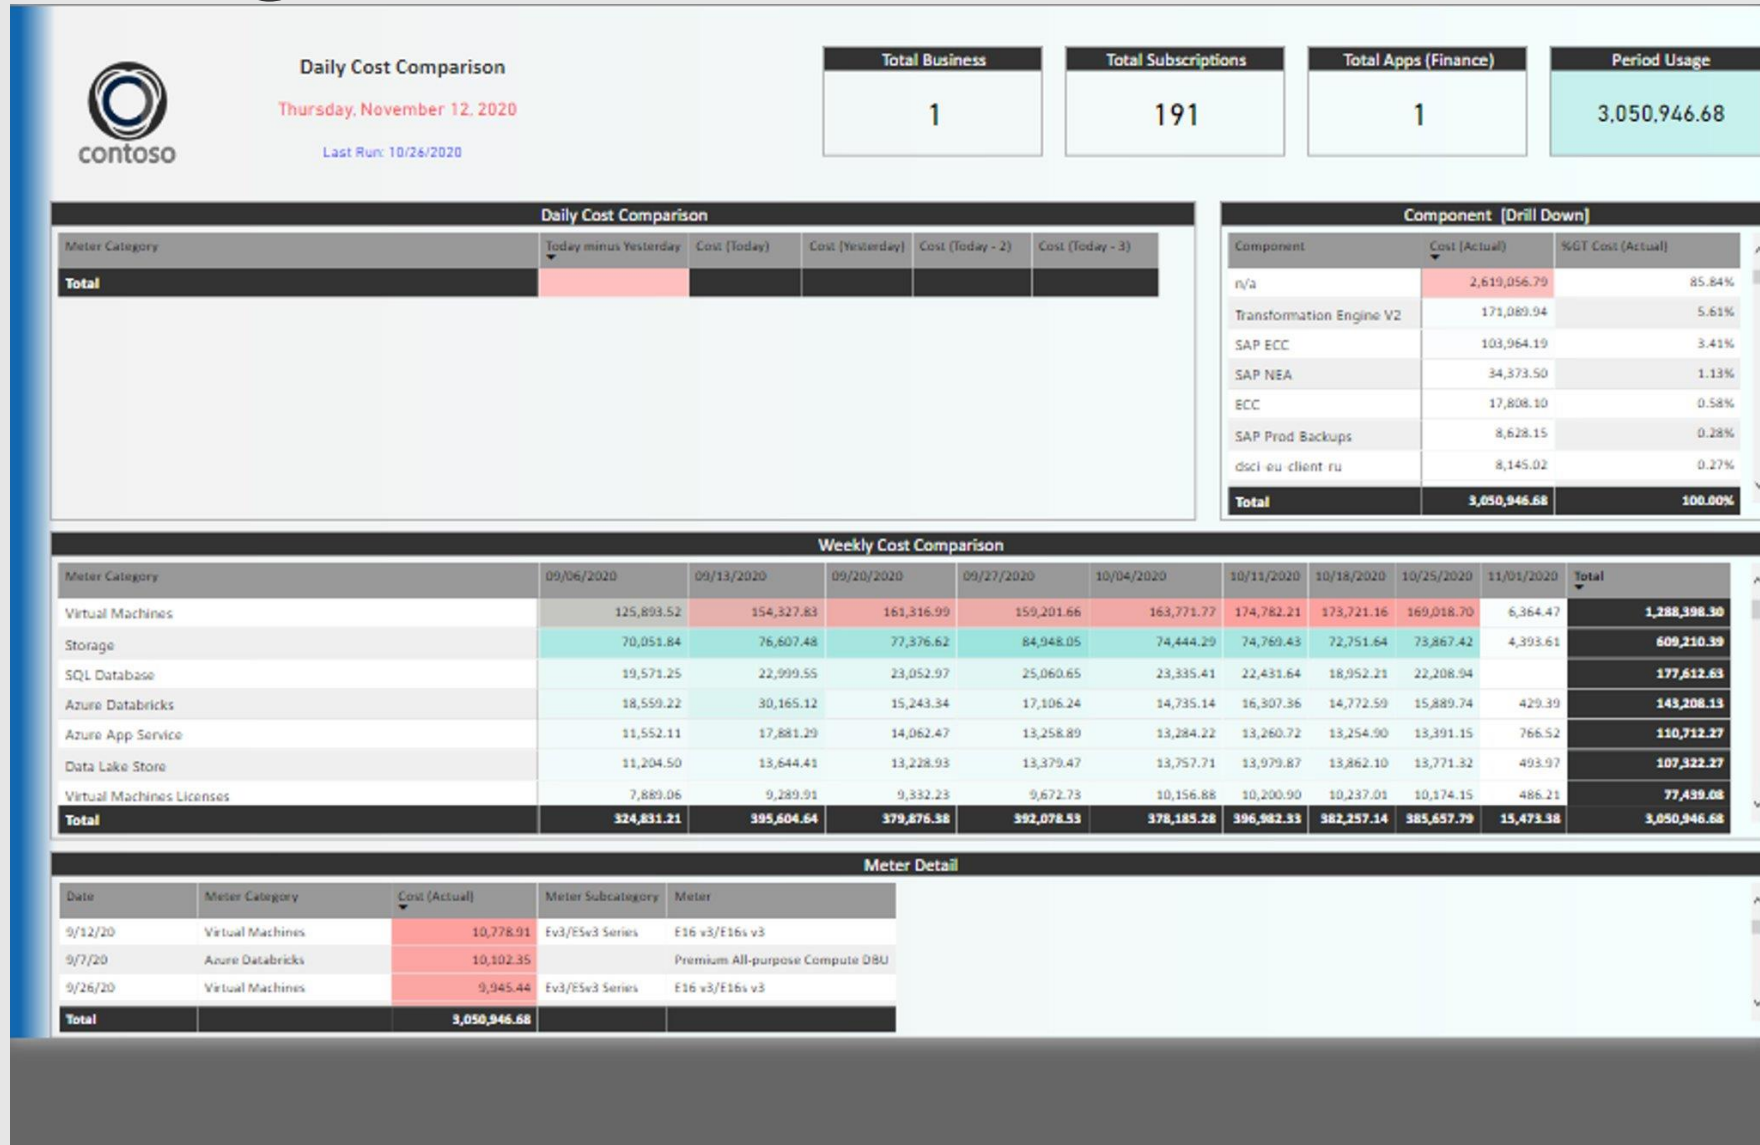 Daily Cost Comparison
Thursday, November 12, 2020
Last Run: 10/26/2020
contoso
Total Business
1
Total Subscriptions
191
Total Apps (Finance)
1
Period Usage
3,050,946.68
Daily Cost Comparison
Meter Category Today minus Yesterday Cost (Today) Cost (Yesterday) Cost (Today - 2) Cost (Today - 3)
Total
Component [Drill Down]
Component Cost (Actual) %GT Cost (Actual)
n/a 2,619,056.79 85.84%
Transformation Engine V2 171,089.94 5.61%
SAP ECC 103,964.19 3.41%
SAP NEA 34,373.50 1.13%
ECC 17,808.10 0.58%
SAP Prod Backups 8,628.15 0.28%
dsci-eu-client-ru 8,145.02 0.27%
Total 3,050,946.68 100.00%
Weekly Cost Comparison
Meter Category 09/06/2020 09/13/2020 09/20/2020 09/27/2020 10/04/2020 10/11/2020 10/18/2020 10/25/2020 11/01/2020 Total
Virtual Machines 125,893.52 154,327.83 161,316.99 159,201.66 163,771.77 174,782.21 173,721.16 169,018.70 6,364.47 1,288,398.30
Storage 70,051.84 76,607.48 77,376.62 84,948.05 74,444.29 74,769.43 72,751.64 73,867.42 4,393.61 609,210.39
SQL Database 19,571.25 22,999.55 23,052.97 25,060.65 23,335.41 22,431.64 18,952.21 22,208.94 177,612.63
Azure Databricks 18,559.22 30,165.12 15,243.34 17,106.24 14,735.14 16,307.36 14,772.59 15,889.74 429.39 143,208.13
Azure App Service 11,552.11 17,881.29 14,062.47 13,258.89 13,284.22 13,260.72 13,254.90 13,391.15 766.52 110,712.27
Data Lake Store 11,204.50 13,644.41 13,228.93 13,379.47 13,757.71 13,979.87 13,862.10 13,771.32 493.97 107,322.27
Virtual Machines Licenses 7,889.06 9,289.91 9,332.23 9,672.73 10,156.88 10,200.90 10,237.01 10,174.15 486.21 77,439.08
Total 324,831.21 395,604.64 379,876.38 392,078.53 378,185.28 396,982.33 382,257.14 385,657.79 15,473.38 3,050,946.68
Meter Detail
Date Meter Category Cost (Actual) Meter Subcategory Meter
9/12/20 Virtual Machines 10,778.91 Ev3/ESv3 Series E16 v3/E16s v3
9/7/20 Azure Databricks 10,102.35 Premium All-purpose Compute DBU
9/26/20 Virtual Machines 9,945.44 Ev3/ESv3 Series E16 v3/E16s v3
Total 3,050,946.68